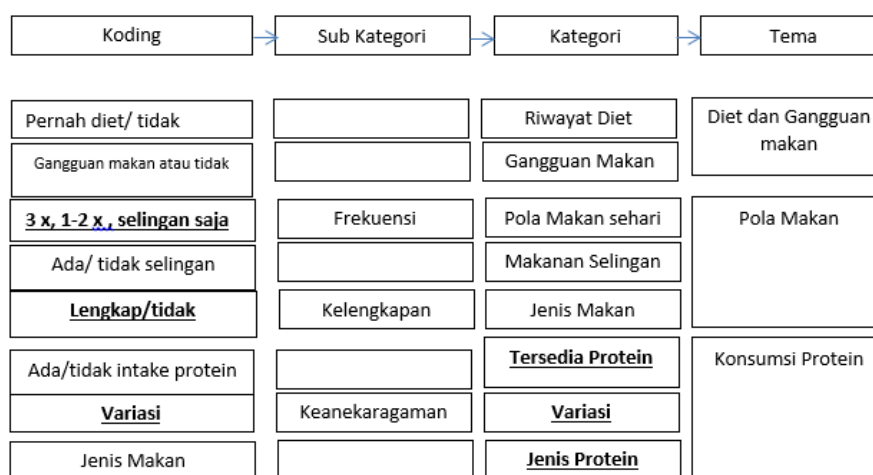 Koding
Sub Kategori
Kategori
Tema
Pernah diet/ tidak
Riwayat Diet
Diet dan Gangguan
makan
Gangguan makan atau tidak
Gangguan Makan
3 x, 1-2 x , selingan saja
Frekuensi
Pola Makan sehari
Pola Makan
Ada/ tidak selingan
Makanan Selingan
Lengkap/tidak
Kelengkapan
Jenis Makan
Ada/tidak intake protein
Tersedia Protein
Konsumsi Protein
Variasi
Keanekaragaman
Variasi
Jenis Makan
Jenis Protein